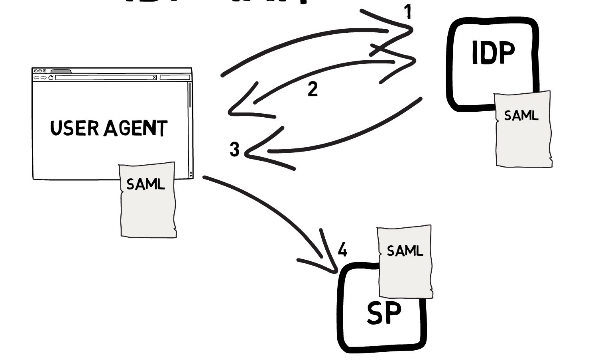 1
IDP
2
SAML
USER AGENT
3
SAML
4
SAML
SP